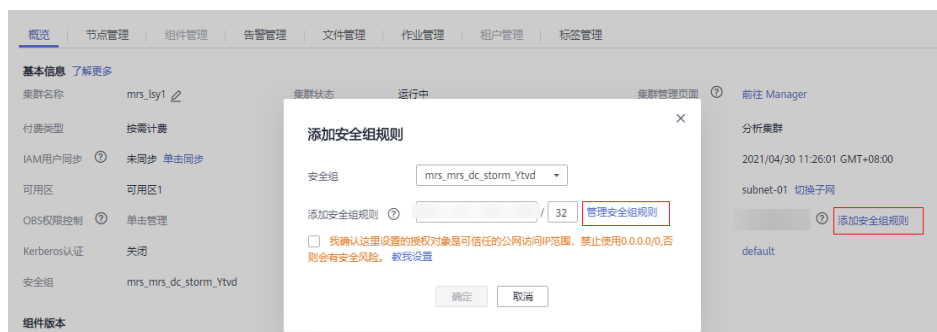 概览 节点管理 组件管理 告警管理 文件管理 作业管理 租户管理 标签管理
基本信息 了解更多
集群名称 mrs_lsy1 集群状态 运行中 集群管理页面 前往 Manager
付费类型 按需计费 分析集群
IAM用户同步 未同步 单击同步 2021/04/30 11:26:01 GMT+08:00
可用区 可用区1 subnet-01 切换子网
OBS权限控制 单击管理 添加安全组规则
Kerberos认证 关闭 default
安全组 mrs_mrs_dc_storm_Ytvd
组件版本
添加安全组规则
安全组 mrs_mrs_dc_storm_Ytvd
添加安全组规则 / 32 管理安全组规则
我确认这里设置的授权对象是可信任的公网访问IP范围，禁止使用0.0.0.0/0,否
则会有安全风险。 教我设置
确定 取消